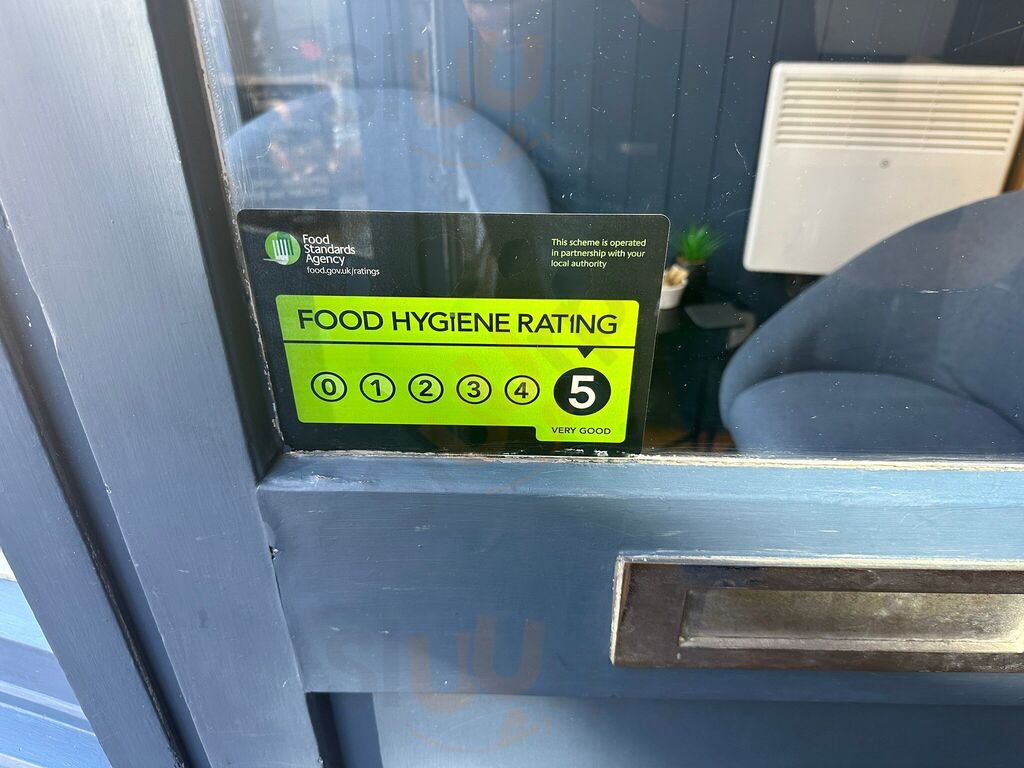 Food
Standards
Agency
food.gov.uk/ratings
This scheme is operated
in partnership with your
local authority
FOOD HYGIENE RATING
0 1 2 3 4 5
VERY GOOD